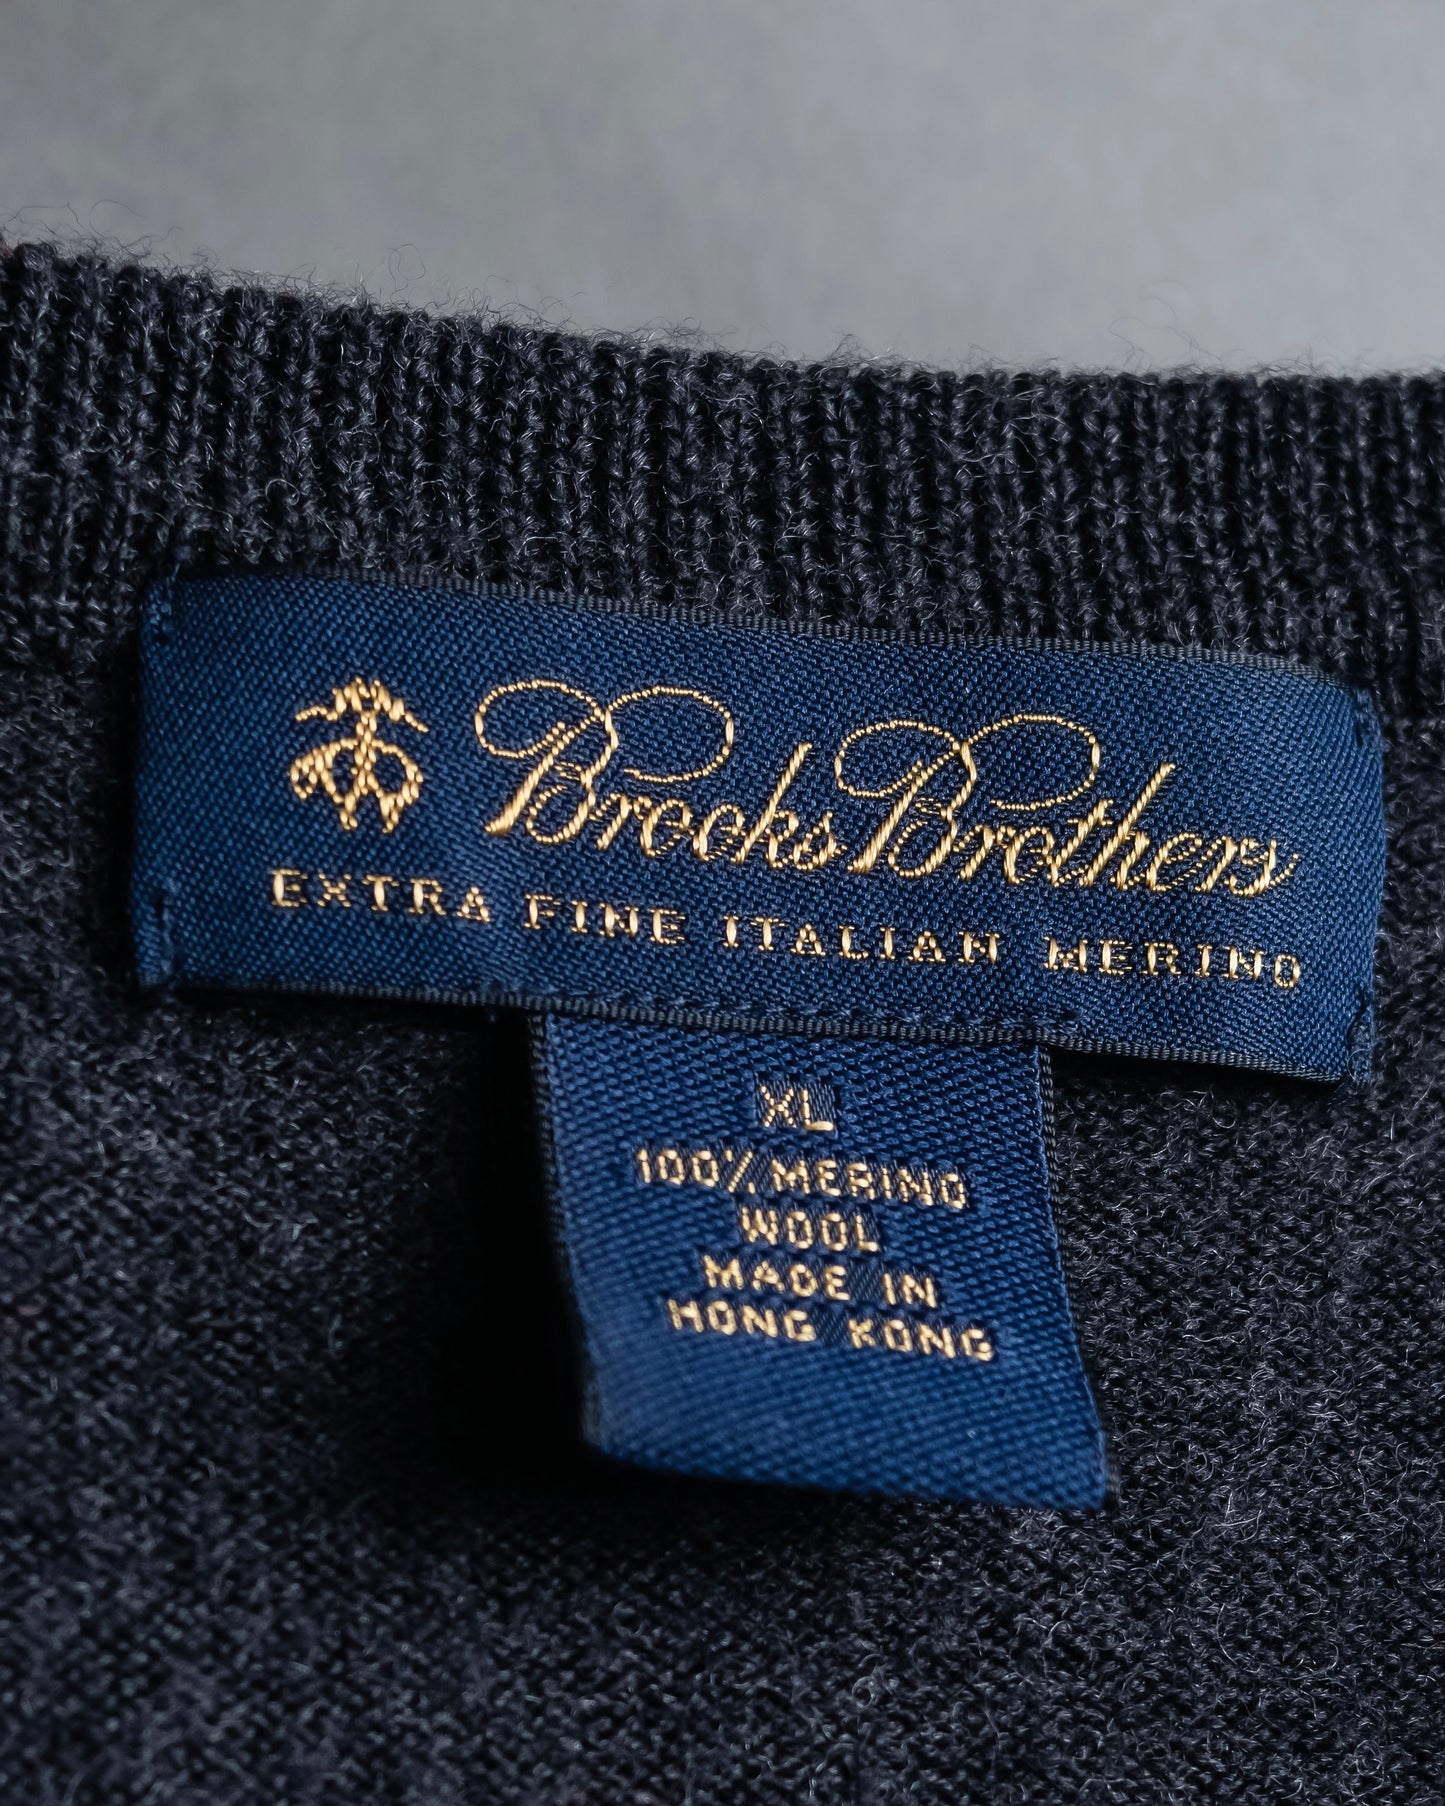 Brooks Brothers
EXTRA FINE ITALIAN MERINO
XL
100% MERINO
WOOL
MADE IN
HONG KONG